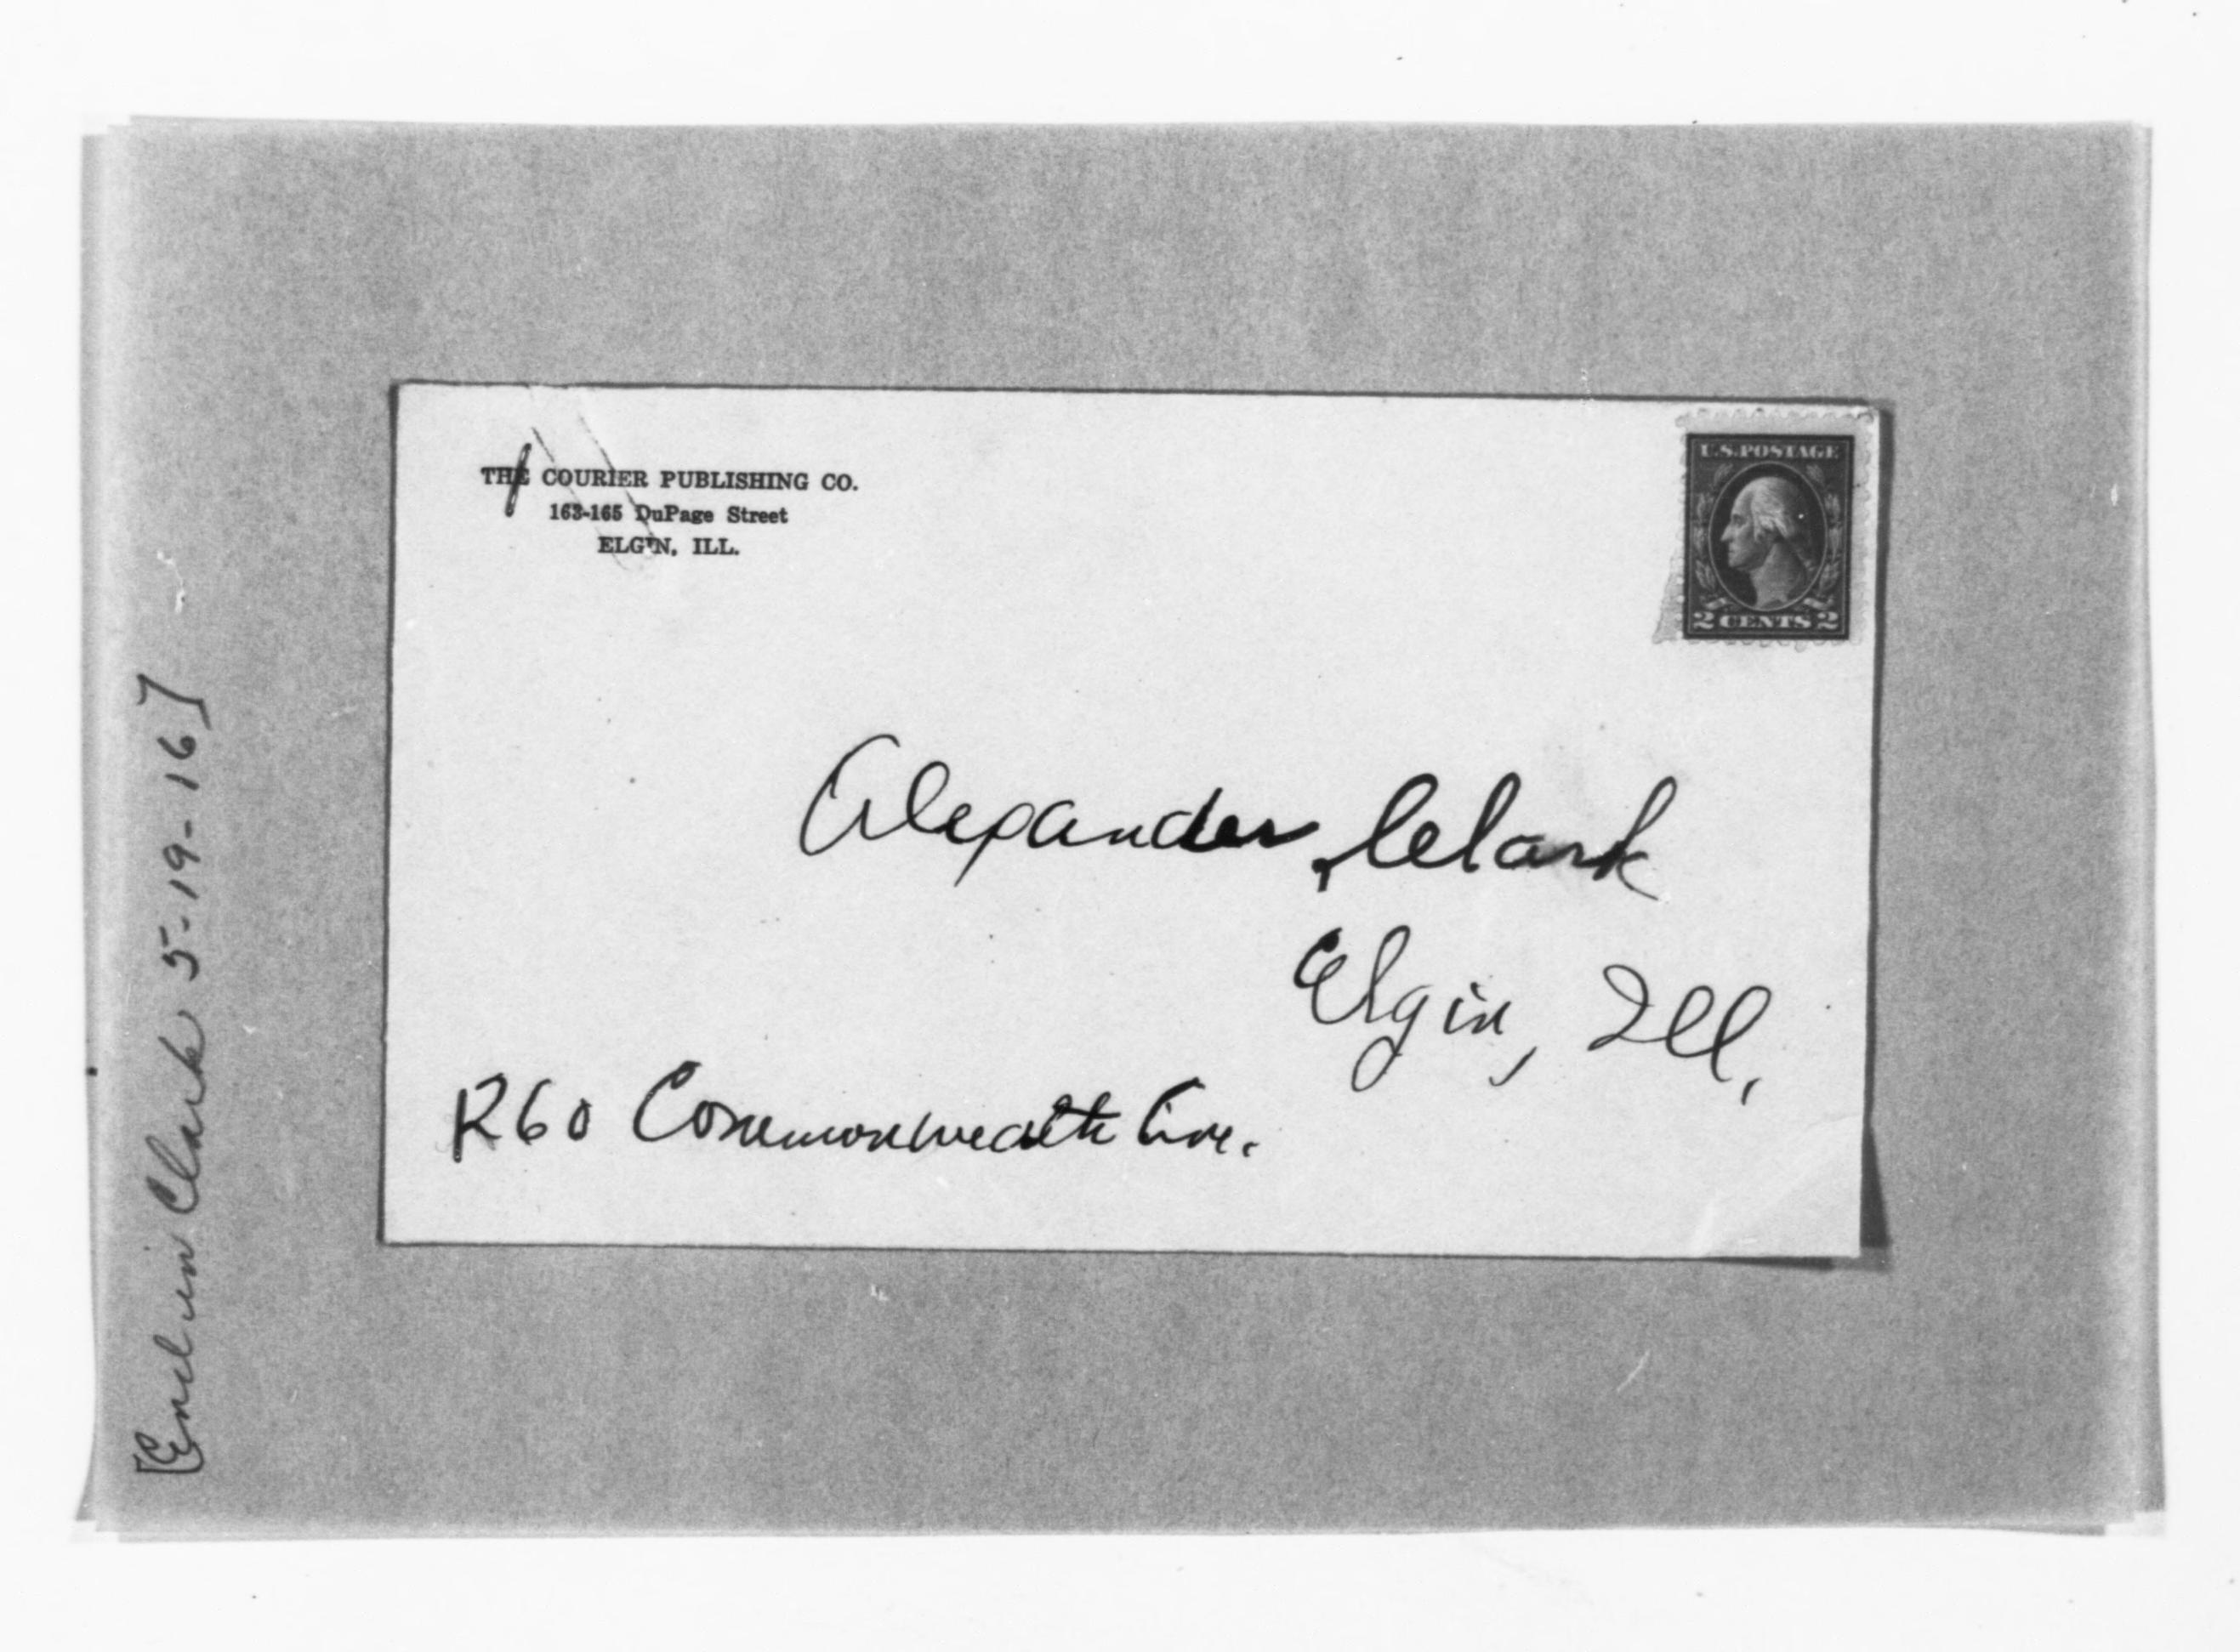 THE COURIER PUBLISHING CO.
163-165 DuPage Street
ELGIN, ILL.
U.S. POSTAGE
2 CENTS 2
Alexander Clark
Elgin, Ill.
R60 Commonwealth Ave.
[Encl in Clark 5-19-16]